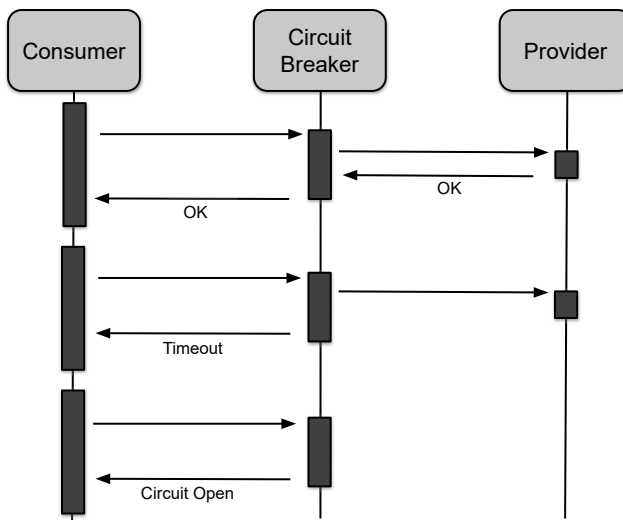 Consumer
Circuit
Breaker
Provider
OK
OK
Timeout
Circuit Open